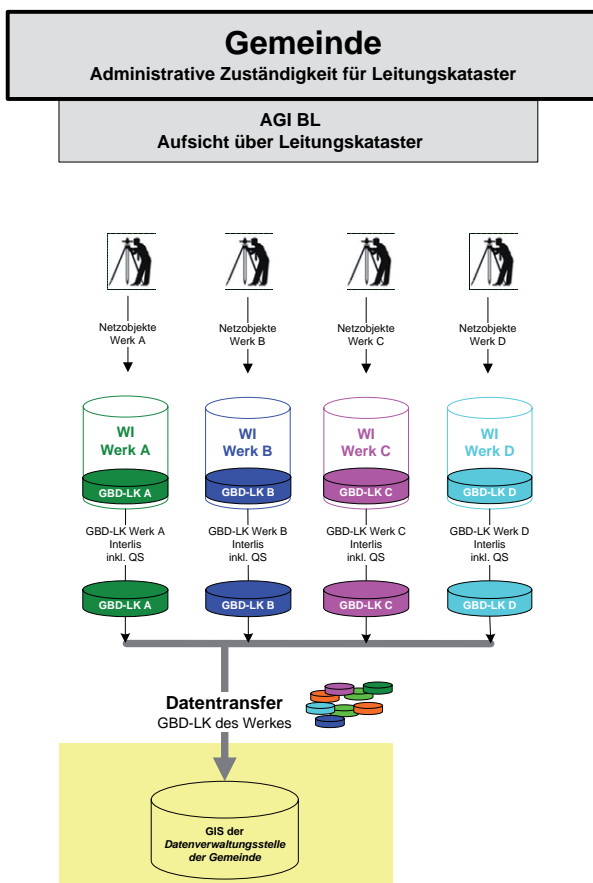 Gemeinde
Administrative Zuständigkeit für Leitungskataster
AGI BL
Aufsicht über Leitungskataster
Netzobjekte
Werk A
Netzobjekte
Werk B
Netzobjekte
Werk C
Netzobjekte
Werk D
WI
Werk A
WI
Werk B
WI
Werk C
WI
Werk D
GBD-LK A
GBD-LK B
GBD-LK C
GBD-LK D
GBD-LK Werk A
Interlis
inkl. QS
GBD-LK Werk B
Interlis
inkl. QS
GBD-LK Werk C
Interlis
inkl. QS
GBD-LK Werk D
Interlis
inkl. QS
GBD-LK A
GBD-LK B
GBD-LK C
GBD-LK D
Datentransfer
GBD-LK des Werkes
GIS der
Datenverwaltungsstelle
der Gemeinde